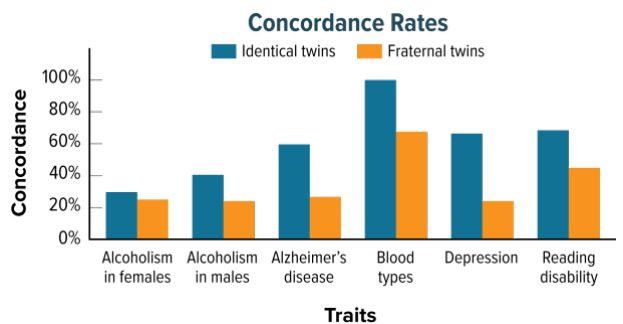 Concordance Rates
Identical twins
Fraternal twins
Concordance
100%
80%
60%
40%
20%
0%
Alcoholism
in females
Alcoholism
in males
Alzheimer's
disease
Blood
types
Depression
Reading
disability
Traits